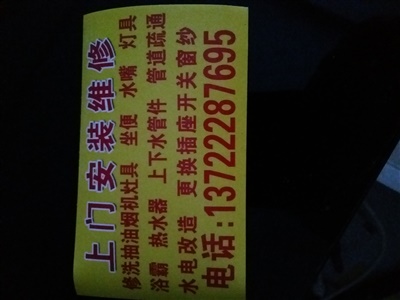 上门安装维修
修洗抽油烟机灶具 坐便 水嘴 灯具
浴霸 热水器 上下水管件 管道疏通
水电改造 更换插座开关窗纱
电话:13722287695